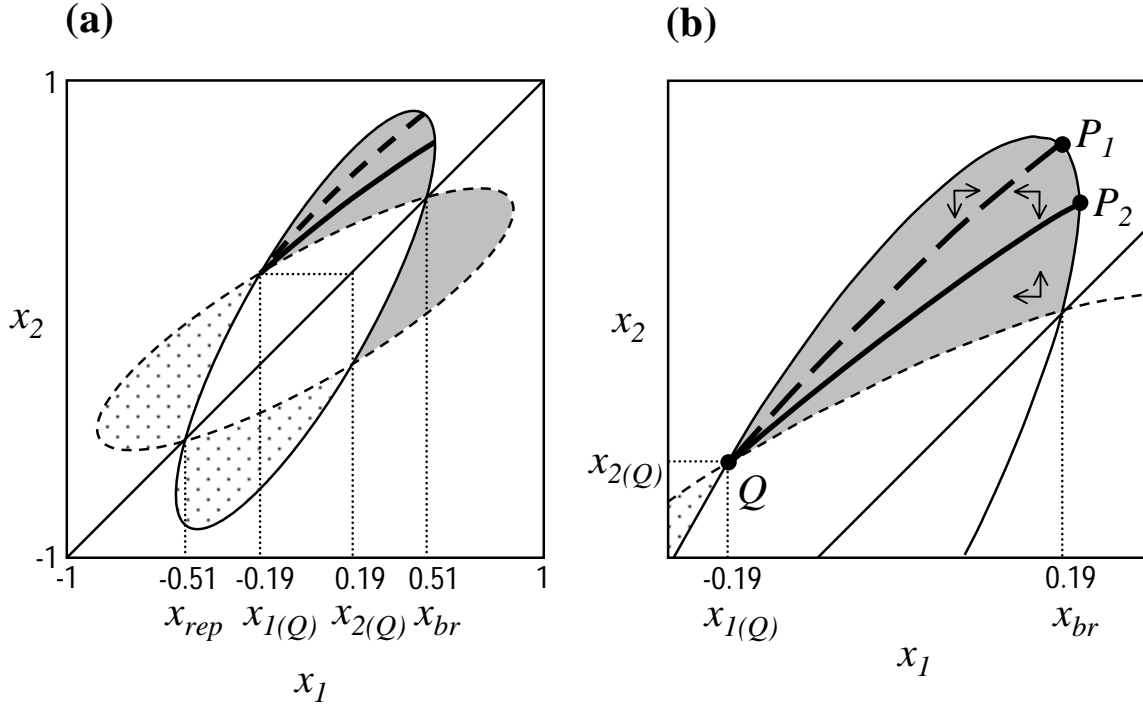 (a)
1
x2
-1
-1 -0.51 -0.19 0.19 0.51 1
xrep x1(Q) x2(Q) xbr
x1
(b)
P1
P2
x2
x2(Q)
Q
-0.19 0.19
x1(Q) xbr
x1